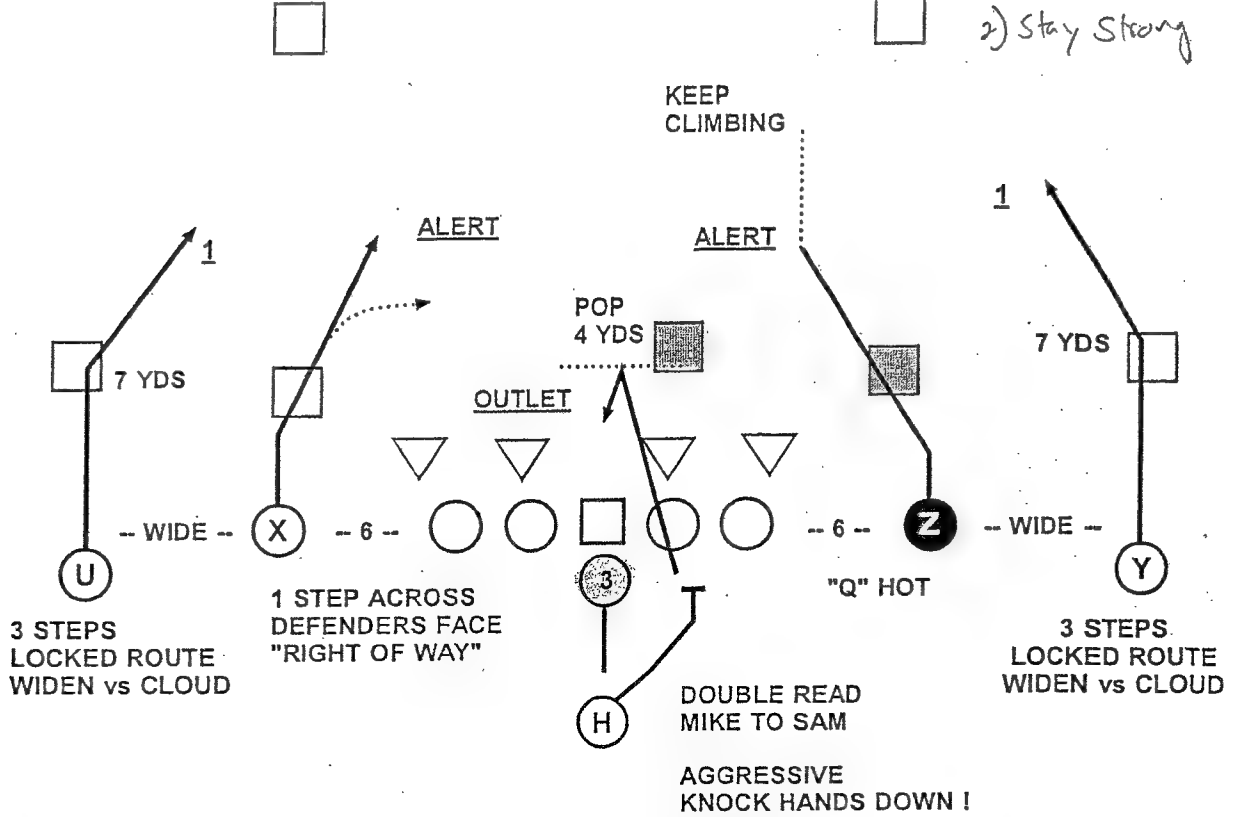 2) Stay Strong
KEEP
CLIMBING
1
1
ALERT
ALERT
POP
4 YDS
7 YDS
7 YDS
OUTLET
-- WIDE --
X
-- 6 --
-- 6 --
Z
-- WIDE --
U
3
Y
"Q" HOT
1 STEP ACROSS
DEFENDERS FACE
"RIGHT OF WAY"
3 STEPS
LOCKED ROUTE
WIDEN vs CLOUD
3 STEPS
LOCKED ROUTE
WIDEN vs CLOUD
H
DOUBLE READ
MIKE TO SAM
AGGRESSIVE
KNOCK HANDS DOWN !